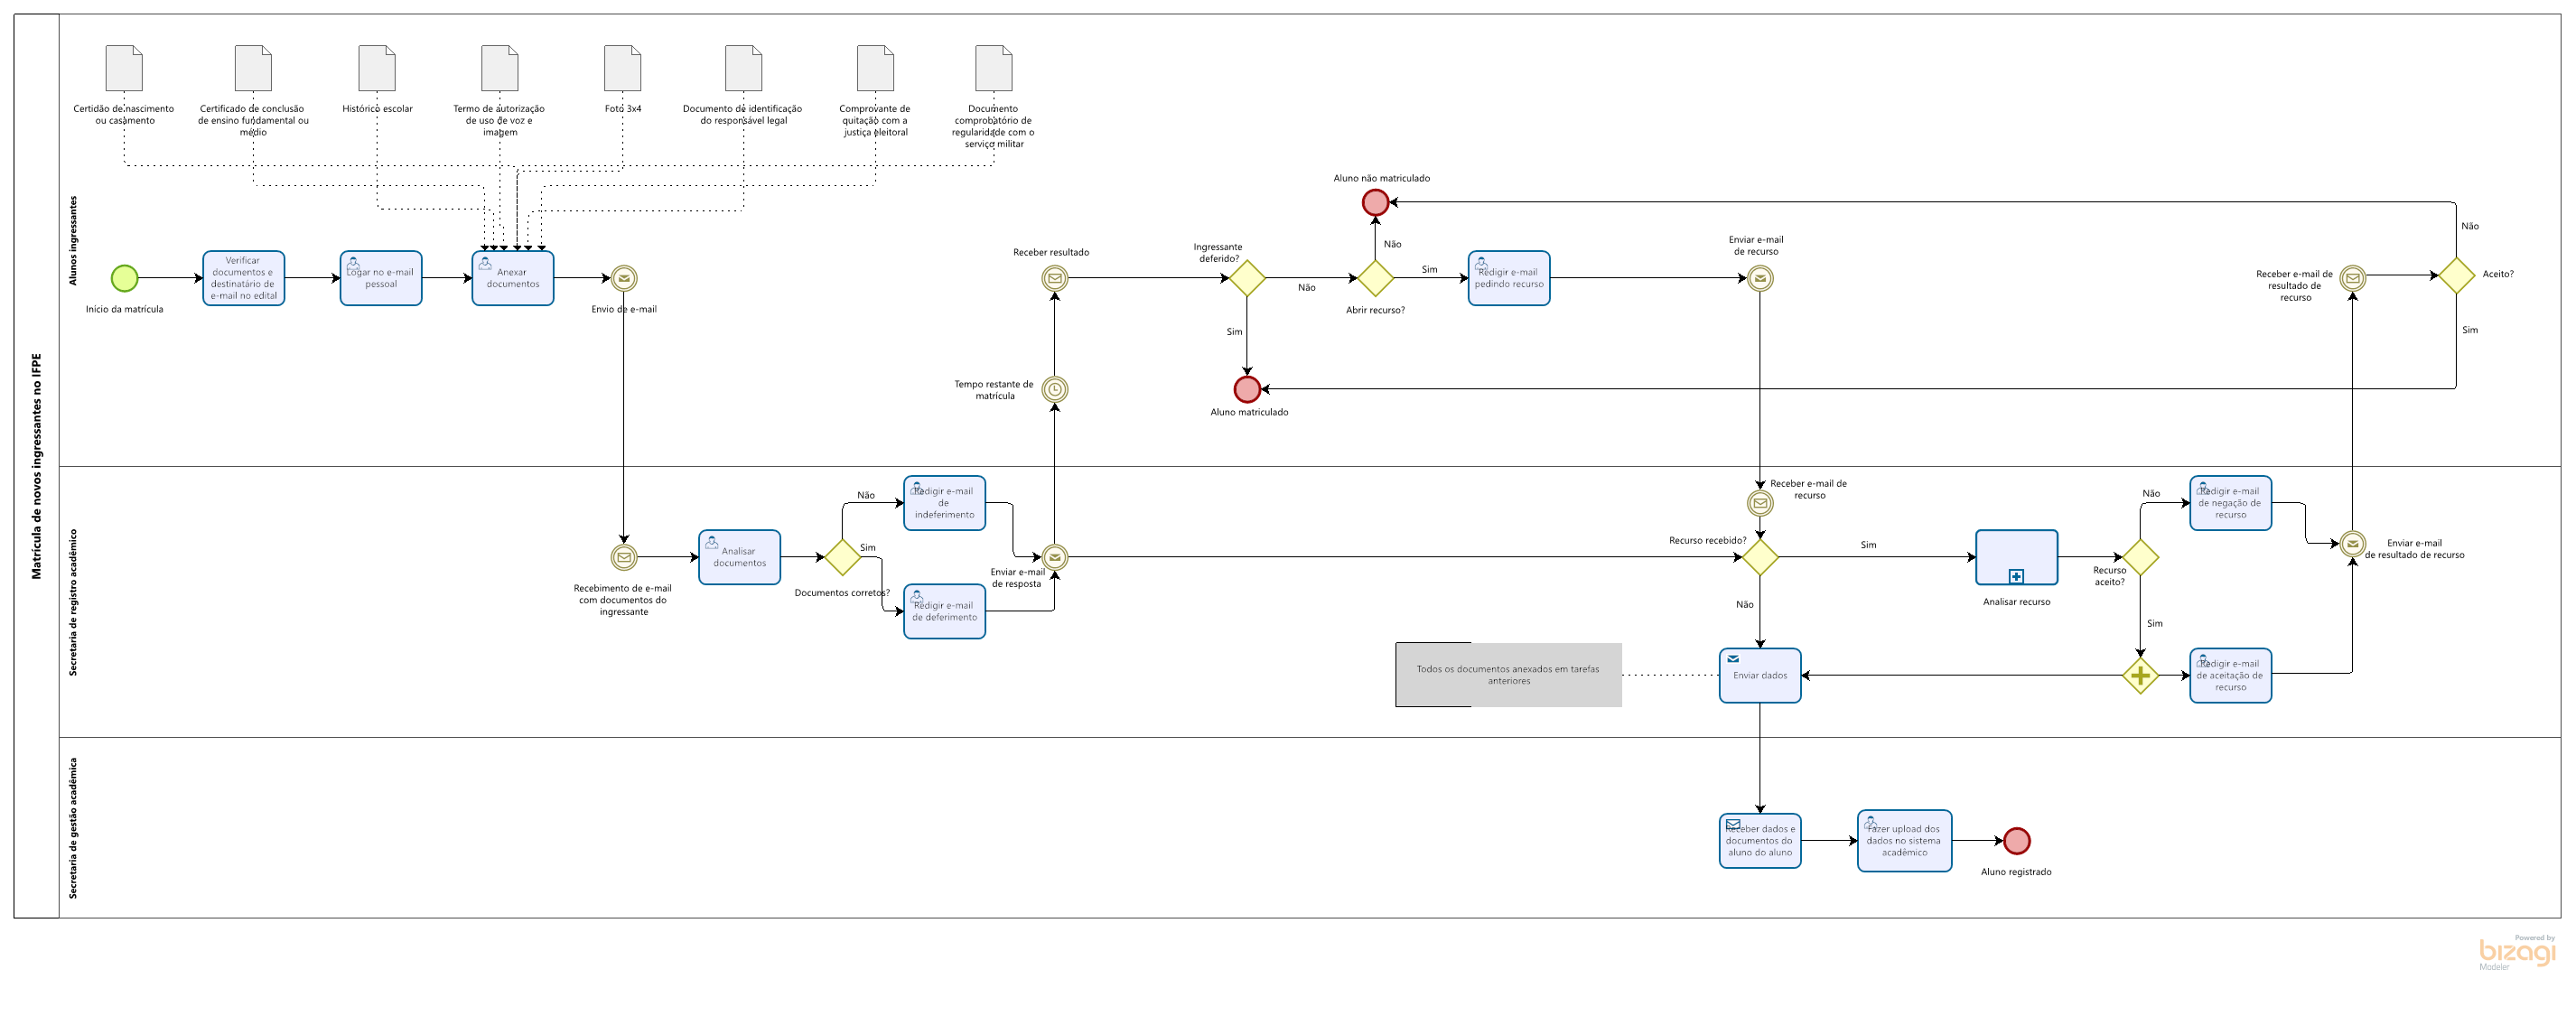 Matrícula de novos ingressantes no IFPE
Alunos ingressantes
Certidão de nascimento
ou casamento
Certificado de conclusão
de ensino fundamental ou
médio
Histórico escolar
Termo de autorização
de uso de voz e
imagem
Foto 3x4
Documento de identificação
do responsável legal
Comprovante de
quitação com a
justiça eleitoral
Documento
comprobatório de
regularidade com o
serviço militar
Início da matrícula
Verificar
documentos e
destinatário de
e-mail no edital
Logar no e-mail
pessoal
Anexar
documentos
Envio de e-mail
Receber resultado
Tempo restante de
matrícula
Ingressante
deferido?
Não
Sim
Aluno matriculado
Aluno não matriculado
Não
Abrir recurso?
Sim
Redigir e-mail
pedindo recurso
Enviar e-mail
de recurso
Receber e-mail de
resultado de
recurso
Aceito?
Não
Sim
Secretaria de registro acadêmico
Recebimento de e-mail
com documentos do
ingressante
Analisar
documentos
Documentos corretos?
Não
Sim
Redigir e-mail
de
indeferimento
Redigir e-mail
de deferimento
Enviar e-mail
de resposta
Receber e-mail de
recurso
Recurso recebido?
Sim
Não
Analisar recurso
Recurso
aceito?
Não
Sim
Redigir e-mail
de negação de
recurso
Redigir e-mail
de aceitação de
recurso
Enviar e-mail
de resultado de recurso
Todos os documentos anexados em tarefas
anteriores
Enviar dados
Secretaria de gestão acadêmica
Receber dados e
documentos do
aluno do aluno
Fazer upload dos
dados no sistema
acadêmico
Aluno registrado
Powered by
bizagi
Modeler